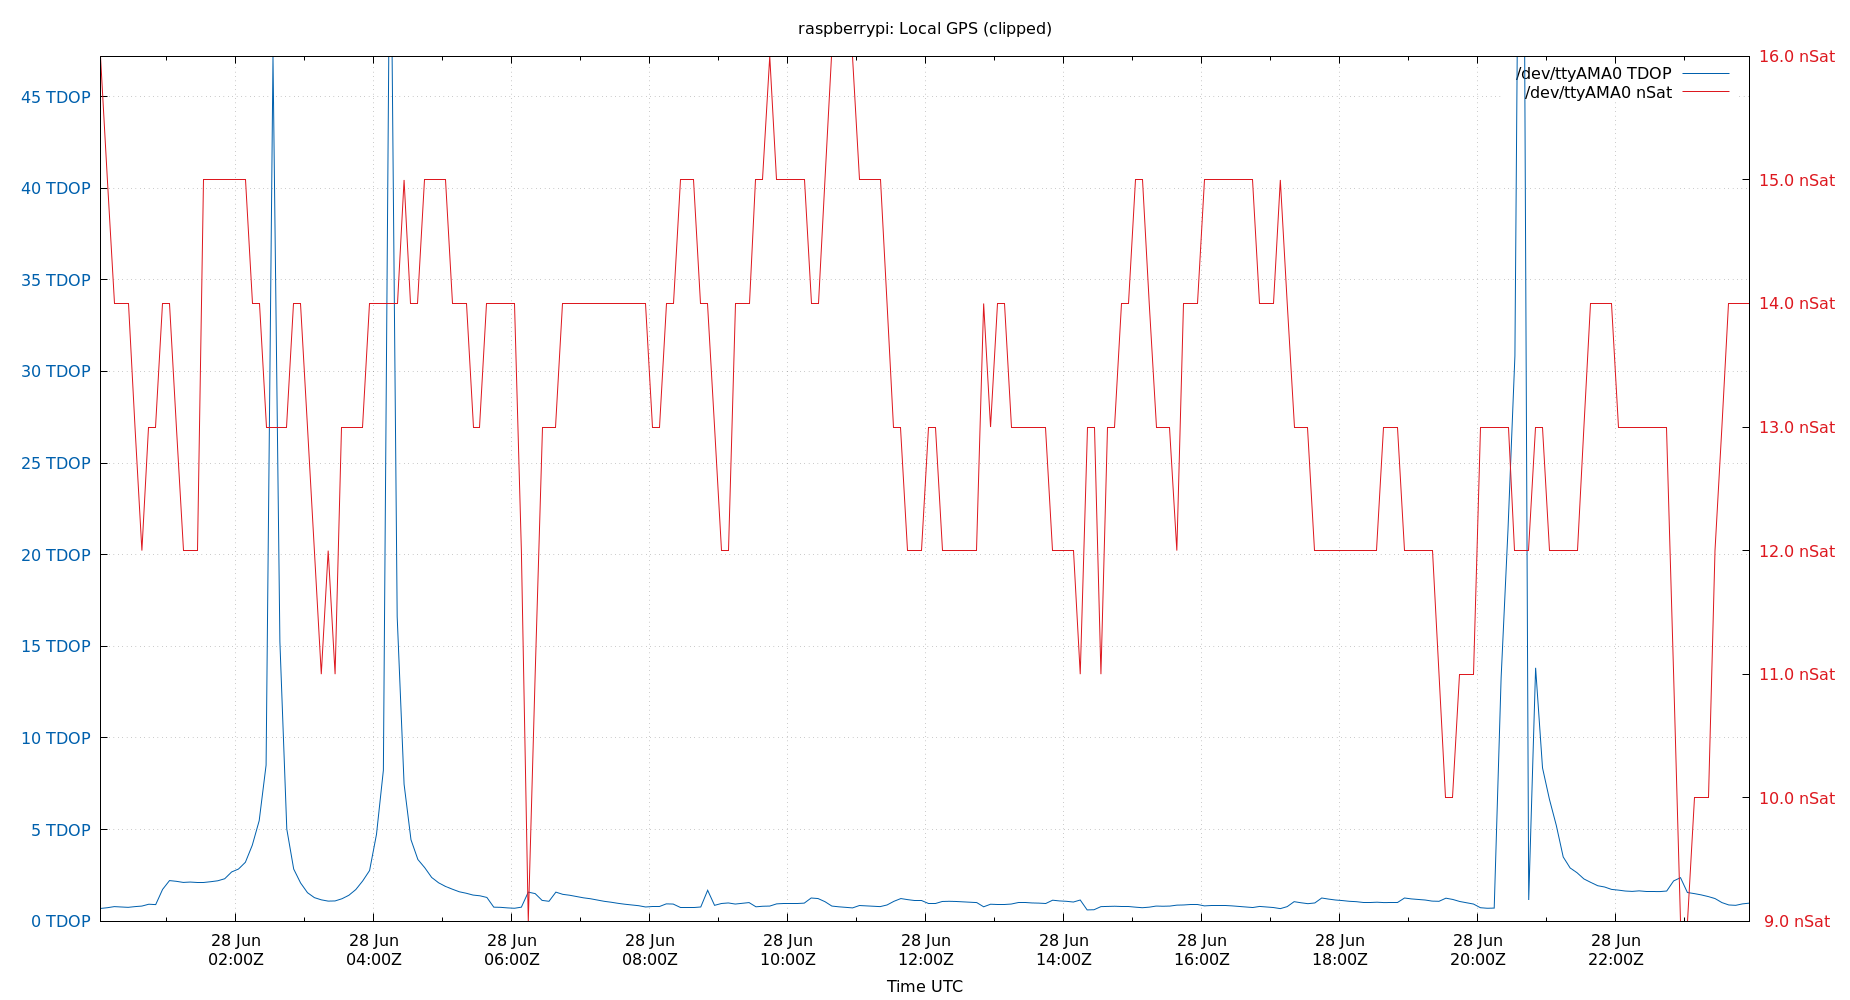 raspberrypi: Local GPS (clipped)
/dev/ttyAMA0 TDOP
/dev/ttyAMA0 nSat
45 TDOP
40 TDOP
35 TDOP
30 TDOP
25 TDOP
20 TDOP
15 TDOP
10 TDOP
5 TDOP
0 TDOP
16.0 nSat
15.0 nSat
14.0 nSat
13.0 nSat
12.0 nSat
11.0 nSat
10.0 nSat
9.0 nSat
28 Jun
02:00Z
28 Jun
04:00Z
28 Jun
06:00Z
28 Jun
08:00Z
28 Jun
10:00Z
28 Jun
12:00Z
28 Jun
14:00Z
28 Jun
16:00Z
28 Jun
18:00Z
28 Jun
20:00Z
28 Jun
22:00Z
Time UTC